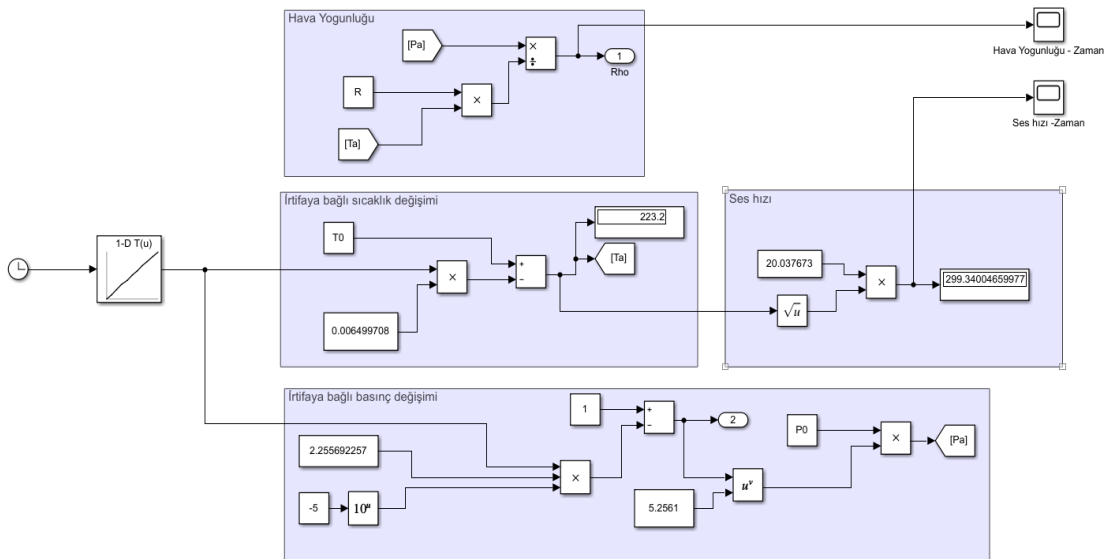 Hava Yogunluğu
[Pa]
×
÷
1
Rho
R
×
[Ta]
Hava Yogunluğu - Zaman
Ses hızı -Zaman
1-D T(u)
İrtifaya bağlı sıcaklık değişimi
T0
223.2
[Ta]
+
−
×
0.006499708
Ses hızı
20.037673
×
299.34004659977
√u
İrtifaya bağlı basınç değişimi
1
+
−
2
P0
×
[Pa]
2.255692257
×
-5
10ᵘ
uᵛ
5.2561